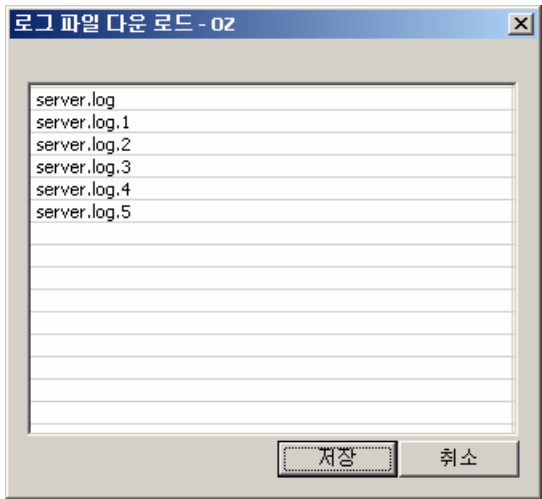 로그 파일 다운 로드 - OZ
server.log
server.log.1
server.log.2
server.log.3
server.log.4
server.log.5
저장
취소